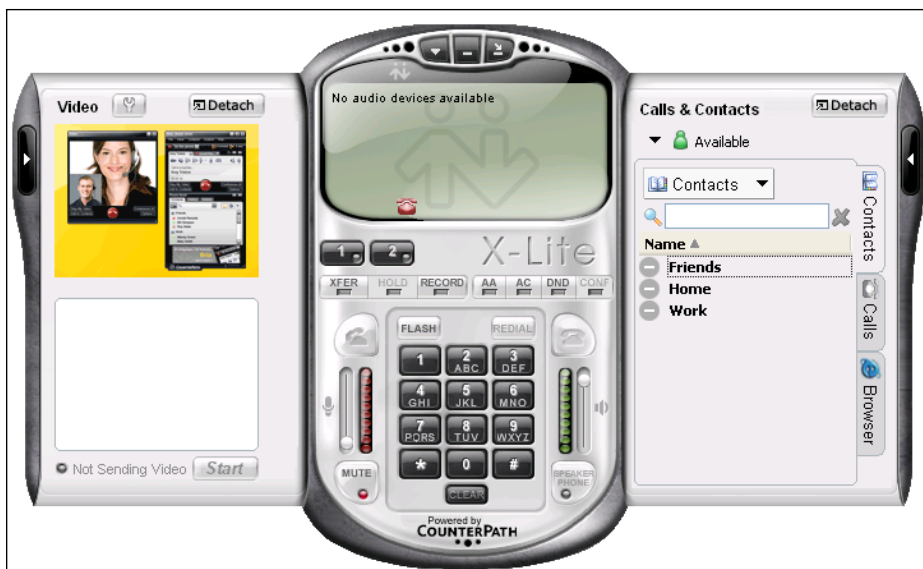 Video
Detach
Not Sending Video
Start
No audio devices available
1
2
X-Lite
XFER HOLD RECORD AA AC DND CONF
FLASH REDIAL
1 2 ABC 3 DEF
4 GHI 5 JKL 6 MNO
7 PQRS 8 TUV 9 WXYZ
* 0 #
MUTE
SPEAKER PHONE
CLEAR
Powered by
COUNTERPATH
Calls & Contacts
Detach
Available
Contacts
Name
Friends
Home
Work
Contacts
Calls
Browser